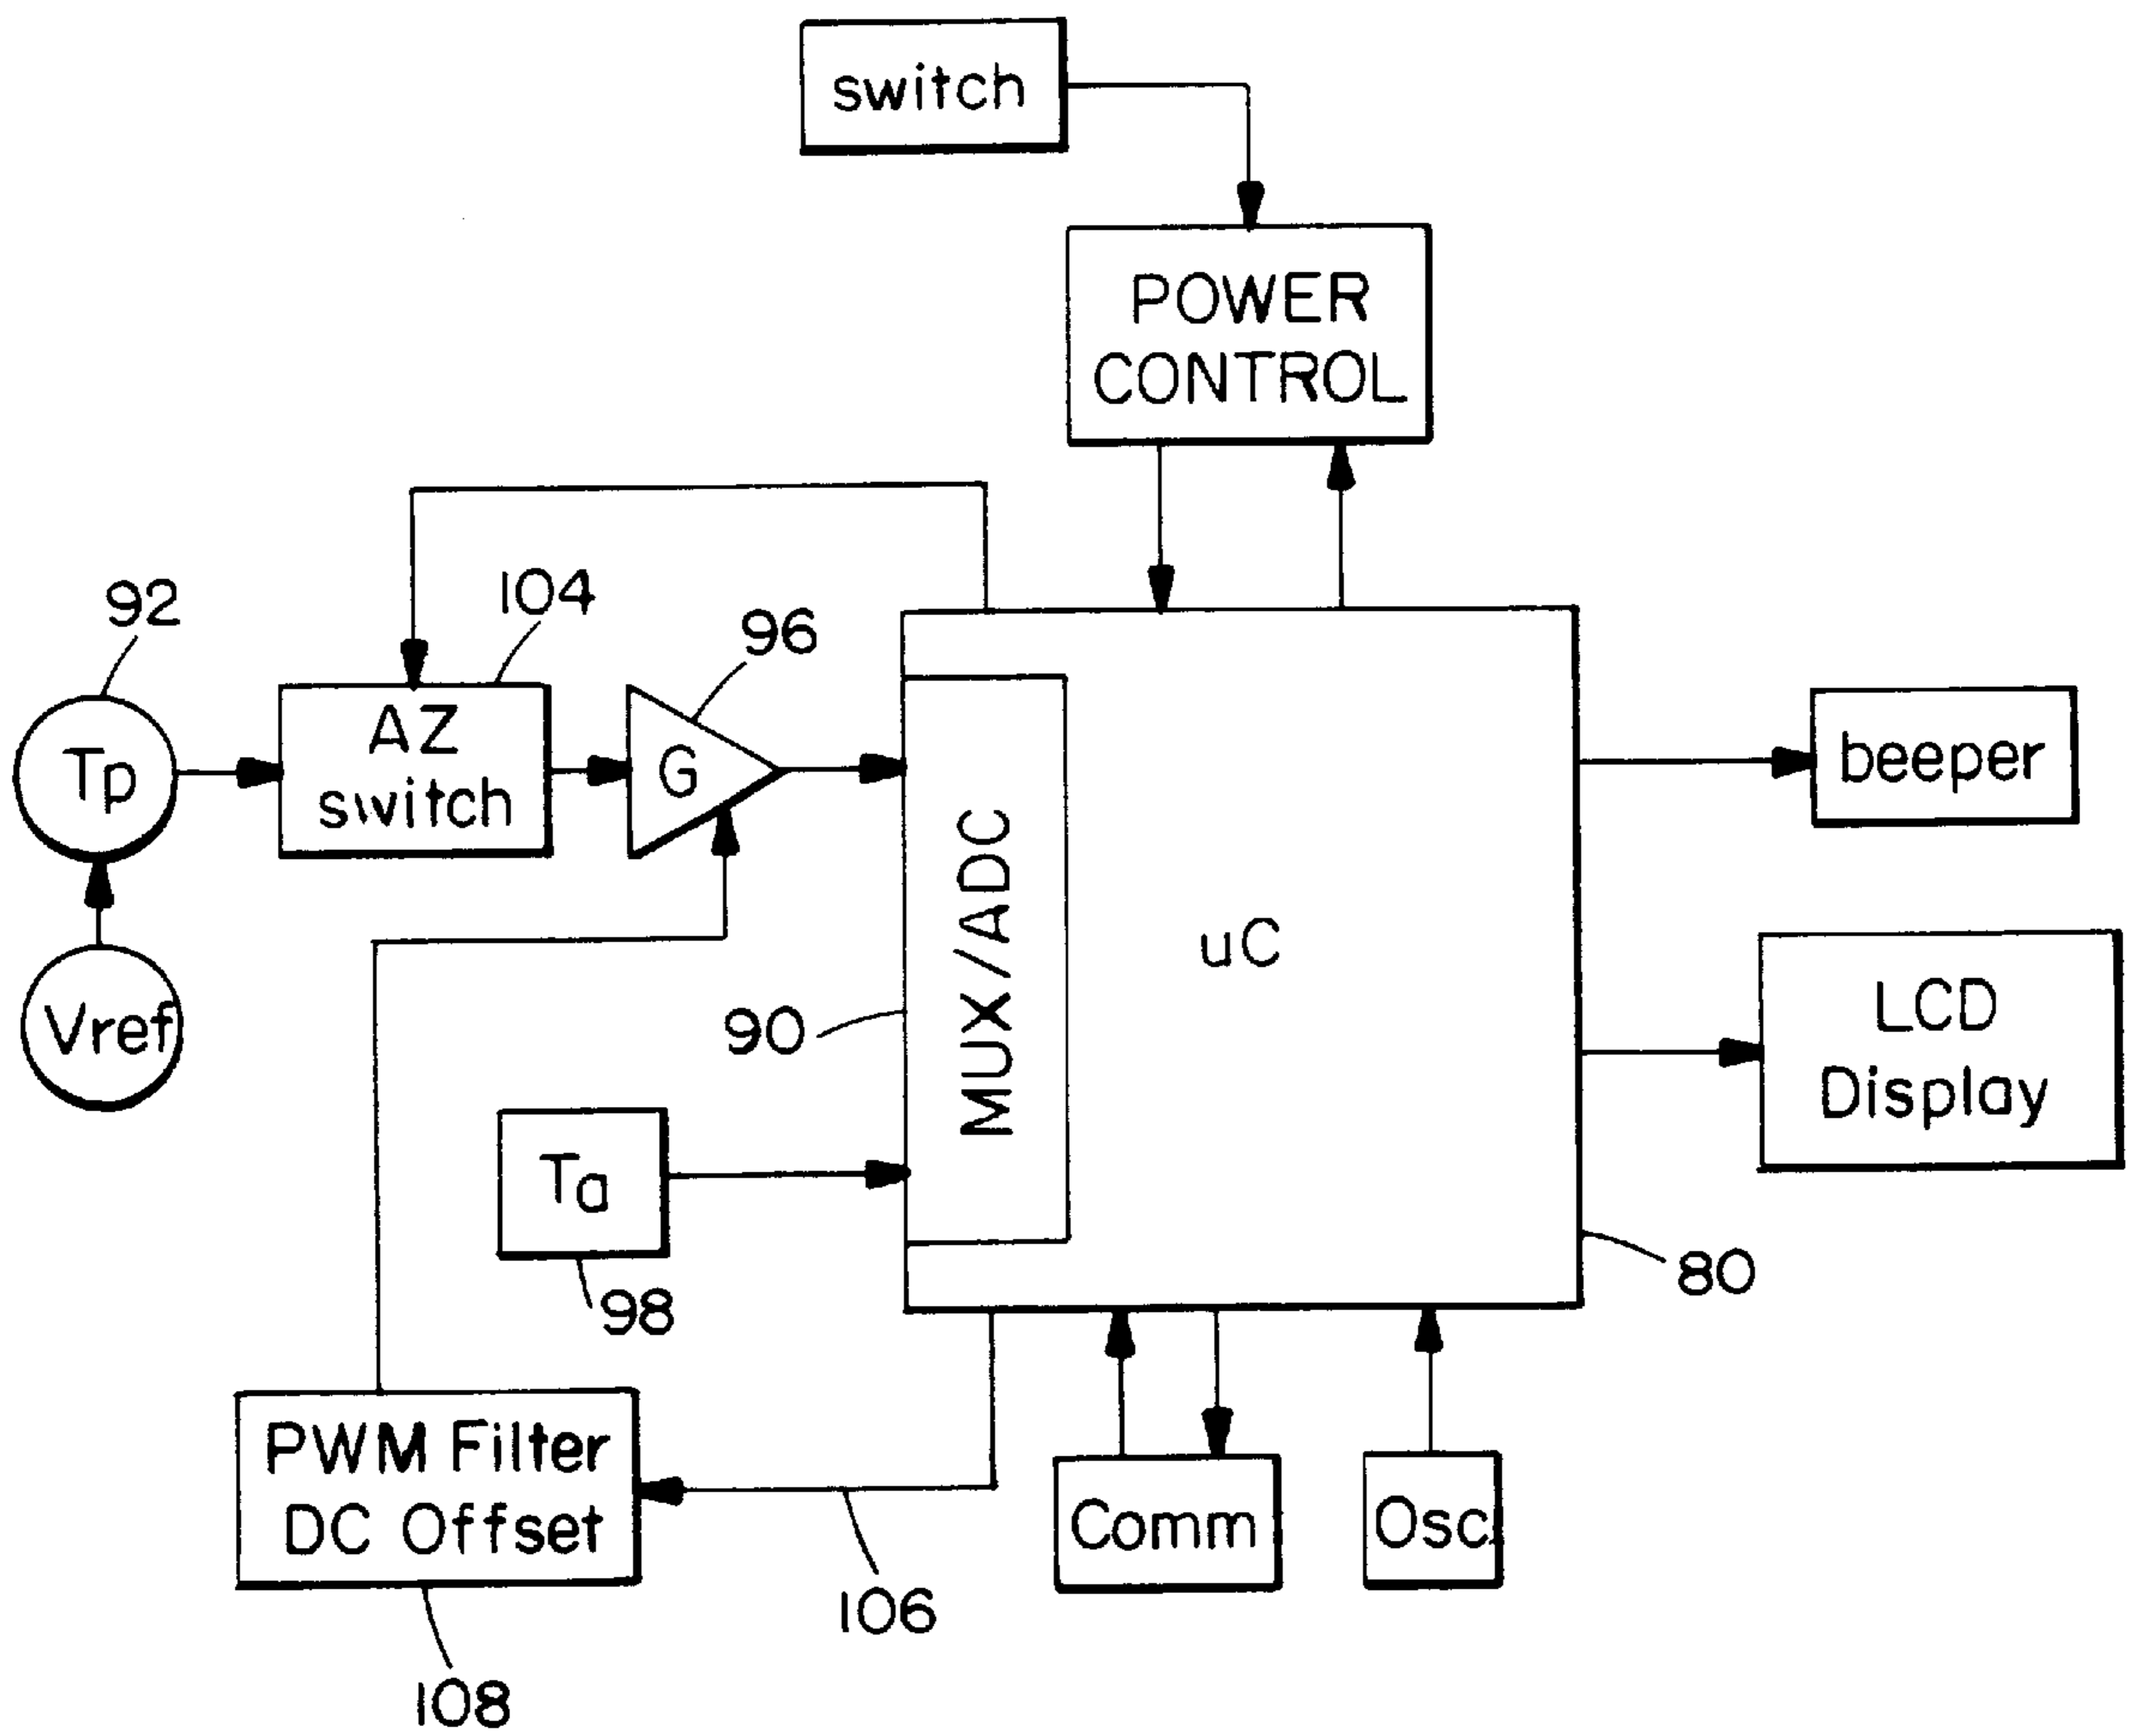 switch
POWER
CONTROL
92
104
96
Tp
AZ
switch
G
beeper
MUX/ADC
uC
Vref
90
LCD
Display
Ta
98
80
PWM Filter
DC Offset
Comm
Osc.
106
108